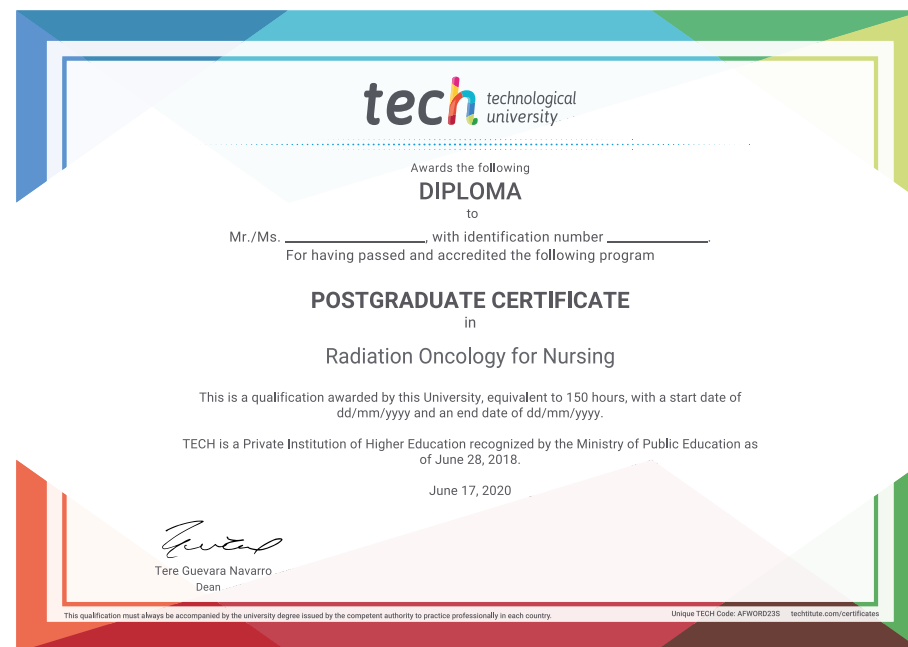 tech technological
university
Awards the following
DIPLOMA
to
Mr./Ms. ____________________, with identification number ______________.
For having passed and accredited the following program
POSTGRADUATE CERTIFICATE
in
Radiation Oncology for Nursing
This is a qualification awarded by this University, equivalent to 150 hours, with a start date of
dd/mm/yyyy and an end date of dd/mm/yyyy.
TECH is a Private Institution of Higher Education recognized by the Ministry of Public Education as
of June 28, 2018.
June 17, 2020
Tere Guevara Navarro
Dean
This qualification must always be accompanied by the university degree issued by the competent authority to practice professionally in each country.
Unique TECH Code: AFWORD23S techtitute.com/certificates